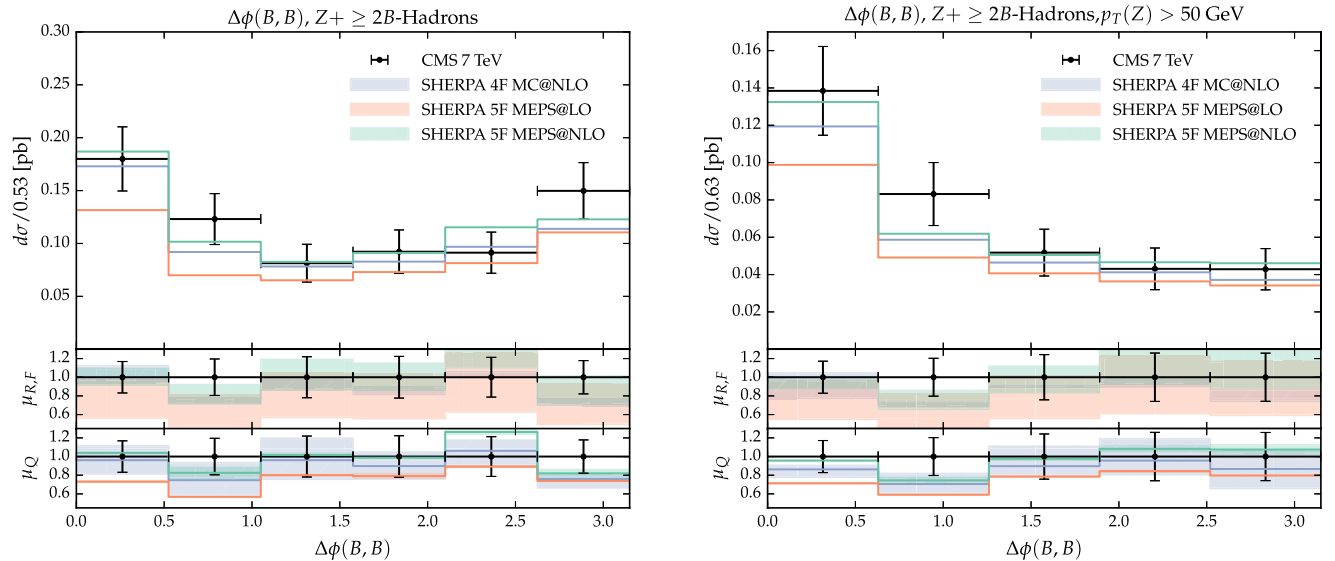 Δϕ(B, B), Z+ ≥ 2B-Hadrons
0.30
0.25
0.20
0.15
0.10
0.05
dσ/0.53 [pb]
CMS 7 TeV
SHERPA 4F MC@NLO
SHERPA 5F MEPS@LO
SHERPA 5F MEPS@NLO
1.2
1.0
0.8
0.6
μR,F
1.2
1.0
0.8
0.6
μQ
0.0 0.5 1.0 1.5 2.0 2.5 3.0
Δϕ(B, B)
Δϕ(B, B), Z+ ≥ 2B-Hadrons,pT(Z) > 50 GeV
0.16
0.14
0.12
0.10
0.08
0.06
0.04
0.02
dσ/0.63 [pb]
CMS 7 TeV
SHERPA 4F MC@NLO
SHERPA 5F MEPS@LO
SHERPA 5F MEPS@NLO
1.2
1.0
0.8
0.6
μR,F
1.2
1.0
0.8
0.6
μQ
0.0 0.5 1.0 1.5 2.0 2.5 3.0
Δϕ(B, B)